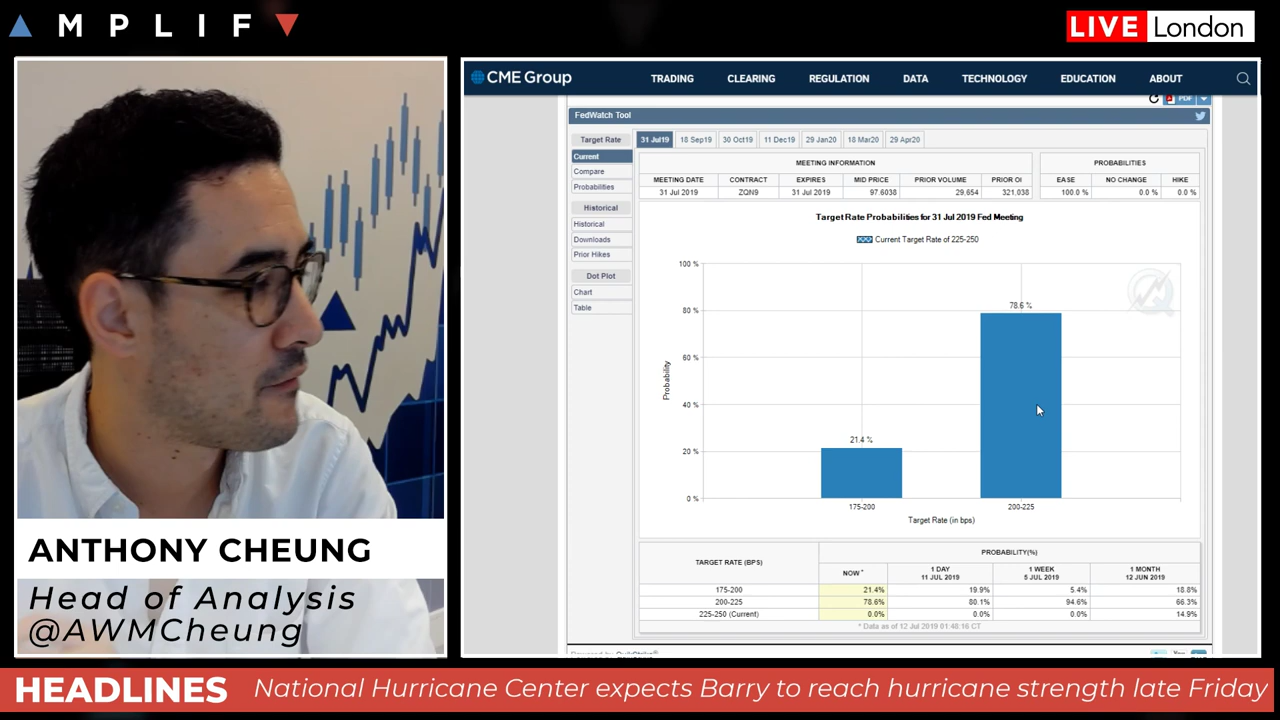 ▲ M P L I F ▼
LIVE London
CME Group
TRADING CLEARING REGULATION DATA TECHNOLOGY EDUCATION ABOUT
PDF
FedWatch Tool
Target Rate
Current
Compare
Probabilities
Historical
Historical
Downloads
Prior Hikes
Dot Plot
Chart
Table
31 Jul19 18 Sep19 30 Oct19 11 Dec19 29 Jan20 18 Mar20 29 Apr20
MEETING INFORMATION
MEETING DATE CONTRACT EXPIRES MID PRICE PRIOR VOLUME PRIOR OI
31 Jul 2019 ZQN9 31 Jul 2019 97.6038 29,654 321,038
PROBABILITIES
EASE NO CHANGE HIKE
100.0 % 0.0 % 0.0 %
Target Rate Probabilities for 31 Jul 2019 Fed Meeting
Current Target Rate of 225-250
Probability
100 %
80 %
60 %
40 %
20 %
0 %
21.4 %
78.6 %
175-200 200-225
Target Rate (in bps)
TARGET RATE (BPS) PROBABILITY(%)
NOW * 1 DAY 11 JUL 2019 1 WEEK 5 JUL 2019 1 MONTH 12 JUN 2019
175-200 21.4% 19.9% 5.4% 18.8%
200-225 78.6% 80.1% 94.6% 66.3%
225-250 (Current) 0.0% 0.0% 0.0% 14.9%
* Data as of 12 Jul 2019 01:48:16 CT
ANTHONY CHEUNG
Head of Analysis
@AWMCheung
HEADLINES National Hurricane Center expects Barry to reach hurricane strength late Friday